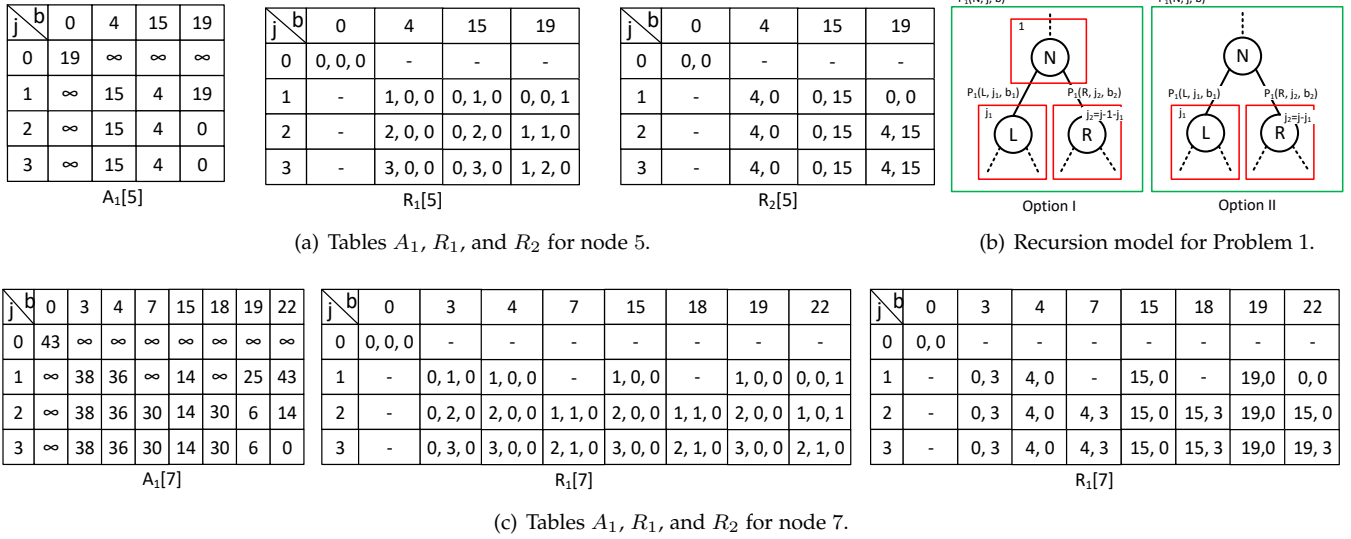 j b 0 4 15 19
0 19 ∞ ∞ ∞
1 ∞ 15 4 19
2 ∞ 15 4 0
3 ∞ 15 4 0
A1[5]
j b 0 4 15 19
0 0, 0, 0 - - -
1 - 1, 0, 0 0, 1, 0 0, 0, 1
2 - 2, 0, 0 0, 2, 0 1, 1, 0
3 - 3, 0, 0 0, 3, 0 1, 2, 0
R1[5]
j b 0 4 15 19
0 0, 0 - - -
1 - 4, 0 0, 15 0, 0
2 - 4, 0 0, 15 4, 15
3 - 4, 0 0, 15 4, 15
R2[5]
(a) Tables A1, R1, and R2 for node 5.
P1(N, j, b)
1
N
P1(L, j1, b1) P1(R, j2, b2)
j1 j2=j-1-j1
L R
Option I
P1(N, j, b)
N
P1(L, j1, b1) P1(R, j2, b2)
j1 j2=j-j1
L R
Option II
(b) Recursion model for Problem 1.
j b 0 3 4 7 15 18 19 22
0 43 ∞ ∞ ∞ ∞ ∞ ∞ ∞
1 ∞ 38 36 ∞ 14 ∞ 25 43
2 ∞ 38 36 30 14 30 6 14
3 ∞ 38 36 30 14 30 6 0
A1[7]
j b 0 3 4 7 15 18 19 22
0 0, 0, 0 - - - - - - -
1 - 0, 1, 0 1, 0, 0 - 1, 0, 0 - 1, 0, 0 0, 0, 1
2 - 0, 2, 0 2, 0, 0 1, 1, 0 2, 0, 0 1, 1, 0 2, 0, 0 1, 0, 1
3 - 0, 3, 0 3, 0, 0 2, 1, 0 3, 0, 0 2, 1, 0 3, 0, 0 2, 1, 0
R1[7]
j b 0 3 4 7 15 18 19 22
0 0, 0 - - - - - - -
1 - 0, 3 4, 0 - 15, 0 - 19,0 0, 0
2 - 0, 3 4, 0 4, 3 15, 0 15, 3 19,0 15, 0
3 - 0, 3 4, 0 4, 3 15, 0 15, 3 19,0 19, 3
R1[7]
(c) Tables A1, R1, and R2 for node 7.